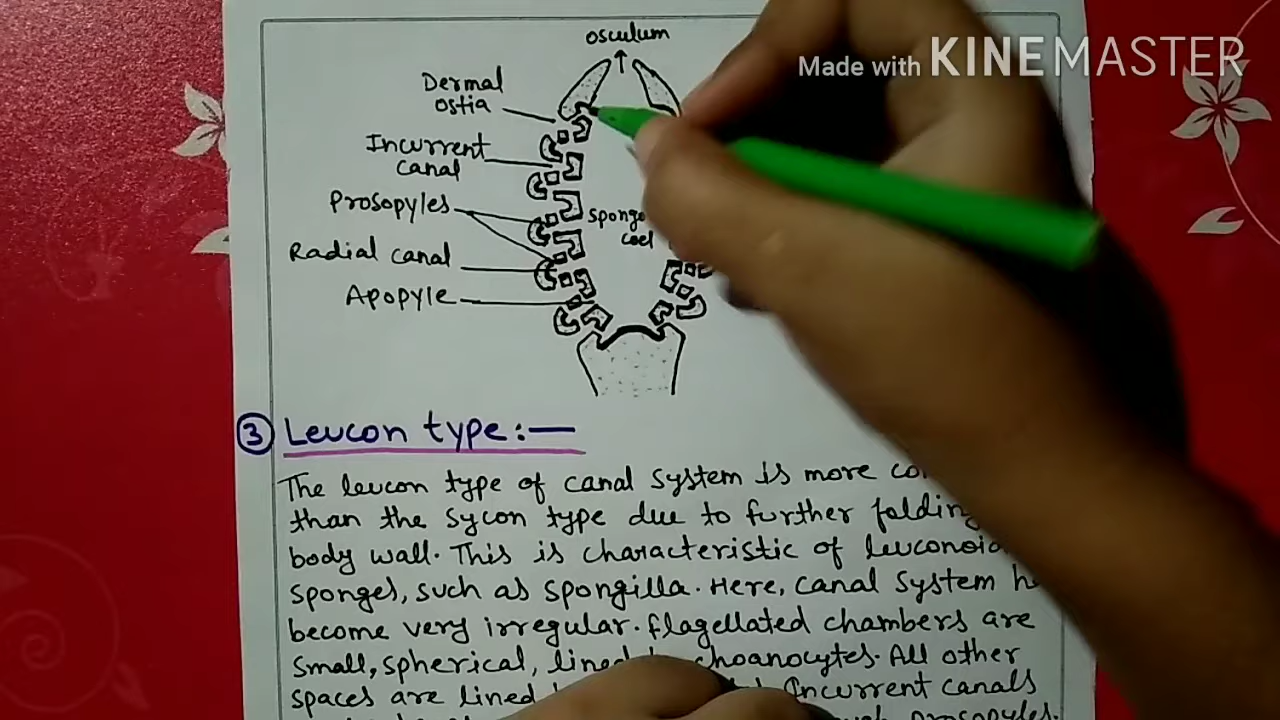 osculum
Made with KINEMASTER
Dermal
ostia
Incurrent
canal
Prosopyles
Spongo
coel
Radial canal
Apopyle
3 Leucon type:—
The leucon type of canal system is more
than the sycon type due to further folding
body wall. This is characteristic of
sponges, such as spongilla. Here, canal system
become very irregular. flagellated chambers are
small, spherical, lined choanocytes. All other
spaces are lined Incurrent canals
prosopyles.